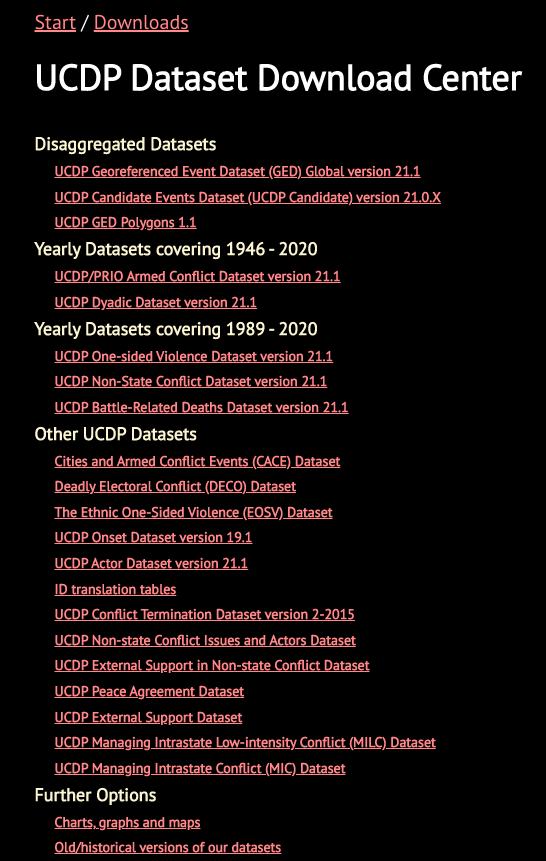 Start / Downloads
UCDP Dataset Download Center
Disaggregated Datasets
UCDP Georeferenced Event Dataset (GED) Global version 21.1
UCDP Candidate Events Dataset (UCDP Candidate) version 21.0.X
UCDP GED Polygons 1.1
Yearly Datasets covering 1946 - 2020
UCDP/PRIO Armed Conflict Dataset version 21.1
UCDP Dyadic Dataset version 21.1
Yearly Datasets covering 1989 - 2020
UCDP One-sided Violence Dataset version 21.1
UCDP Non-State Conflict Dataset version 21.1
UCDP Battle-Related Deaths Dataset version 21.1
Other UCDP Datasets
Cities and Armed Conflict Events (CACE) Dataset
Deadly Electoral Conflict (DECO) Dataset
The Ethnic One-Sided Violence (EOSV) Dataset
UCDP Onset Dataset version 19.1
UCDP Actor Dataset version 21.1
ID translation tables
UCDP Conflict Termination Dataset version 2-2015
UCDP Non-state Conflict Issues and Actors Dataset
UCDP External Support in Non-state Conflict Dataset
UCDP Peace Agreement Dataset
UCDP External Support Dataset
UCDP Managing Intrastate Low-intensity Conflict (MILC) Dataset
UCDP Managing Intrastate Conflict (MIC) Dataset
Further Options
Charts, graphs and maps
Old/historical versions of our datasets